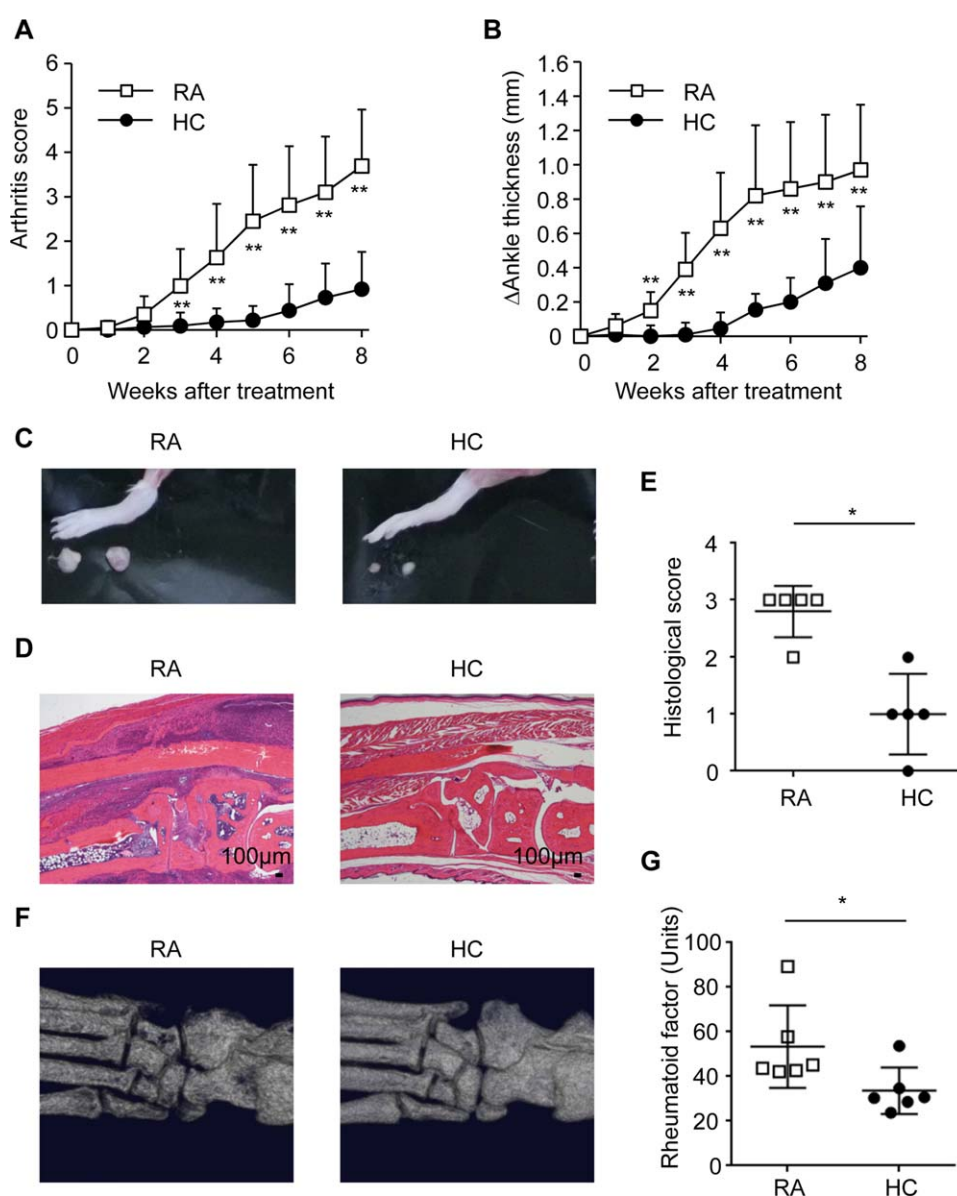 A
Arthritis score
6
5
4
3
2
1
0
RA
HC
**
**
**
**
**
**
0 2 4 6 8
Weeks after treatment
B
ΔAnkle thickness (mm)
1.6
1.4
1.2
1.0
0.8
0.6
0.4
0.2
0
RA
HC
**
**
**
**
**
**
**
0 2 4 6 8
Weeks after treatment
C
RA HC
D
RA HC
100μm 100μm
E
*
Histological score
4
3
2
1
0
RA HC
F
RA HC
G
*
Rheumatoid factor (Units)
100
80
60
40
20
0
RA HC